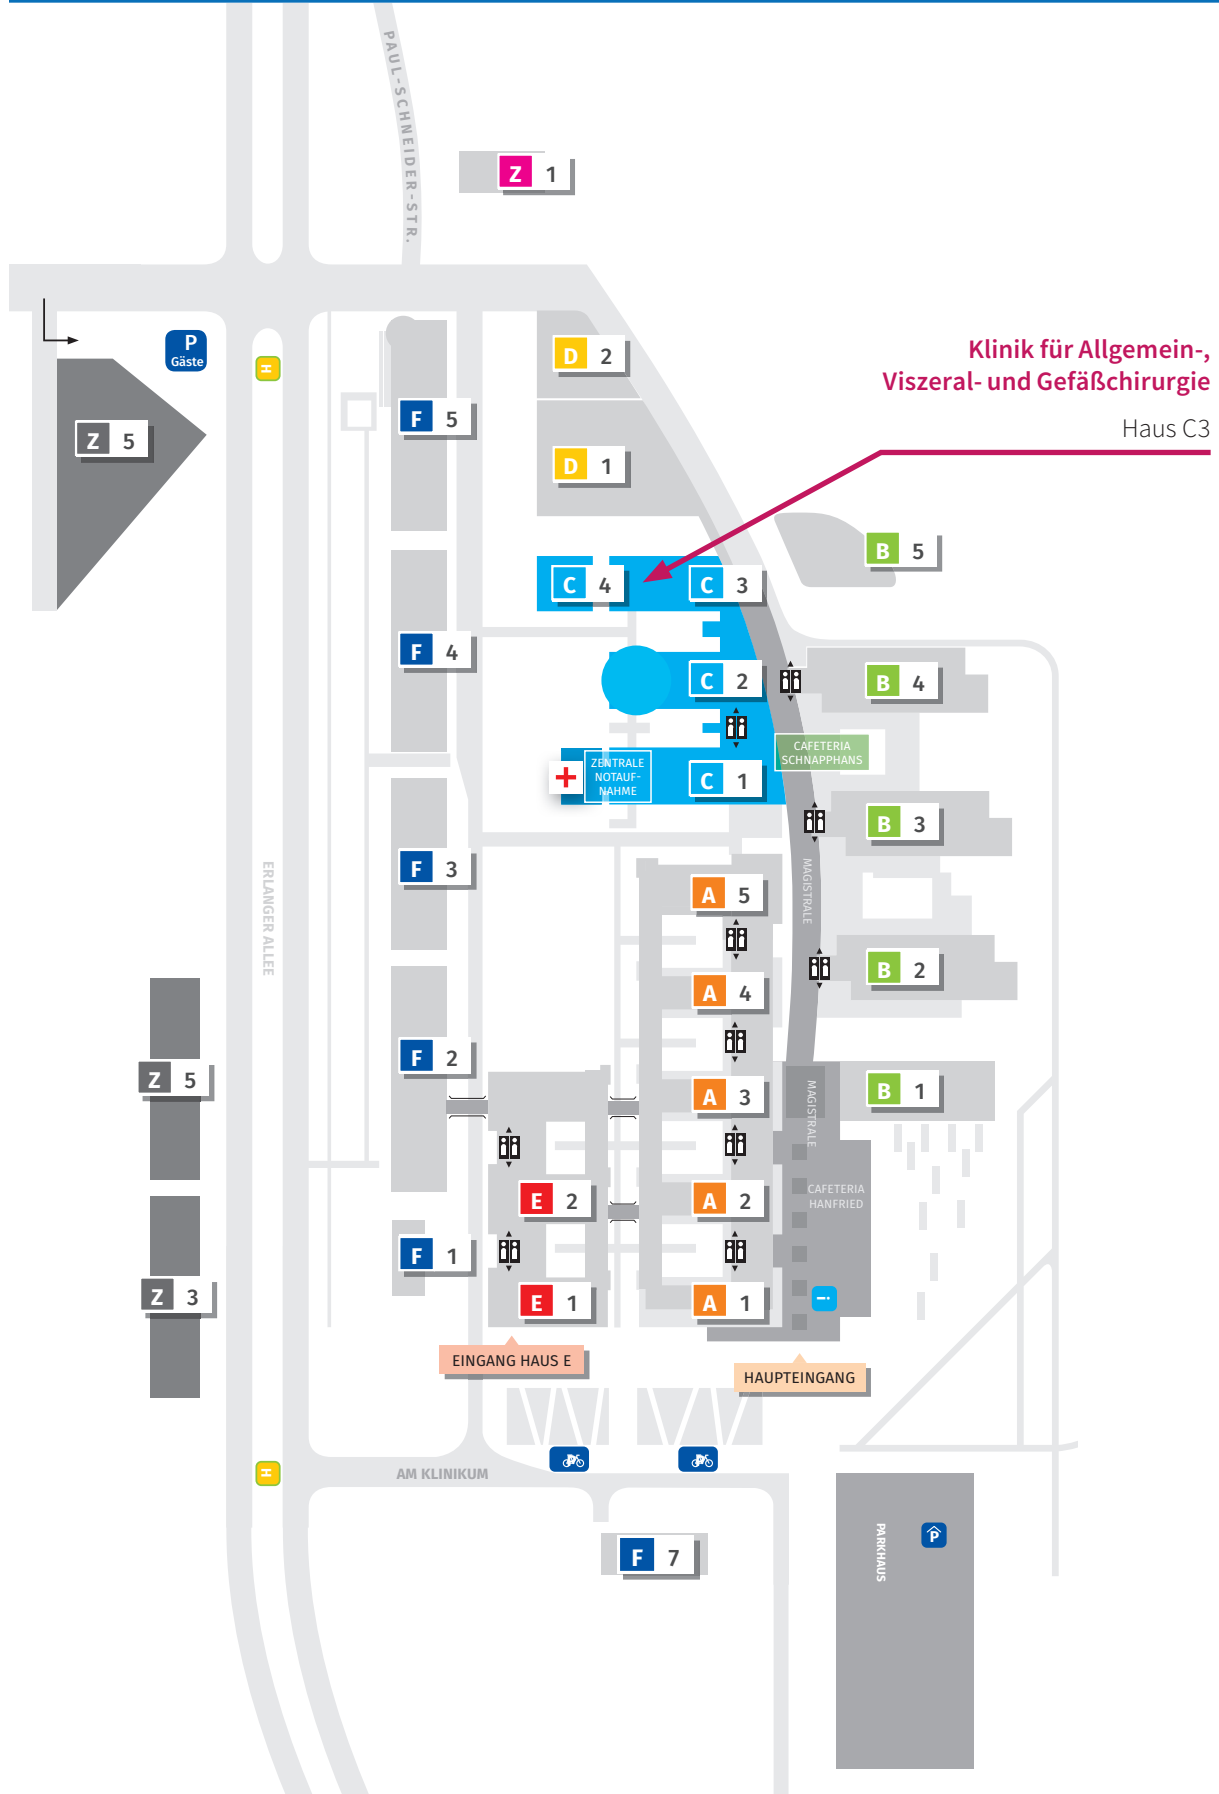 PAUL-SCHNEIDER-STR.
Z 1
P
Gäste
H
D 2
Klinik für Allgemein-,
Viszeral- und Gefäßchirurgie
Haus C3
F 5
Z 5
D 1
B 5
C 4
C 3
F 4
C 2
B 4
CAFETERIA
SCHNAPPHANS
ZENTRALE
NOTAUF-
NAHME
C 1
B 3
F 3
ERLANGER ALLEE
A 5
MAGISTRALE
B 2
A 4
F 2
Z 5
A 3
MAGISTRALE
B 1
E 2
A 2
CAFETERIA
HANFRIED
F 1
Z 3
E 1
A 1
i
EINGANG HAUS E
HAUPTEINGANG
H
AM KLINIKUM
PARKHAUS
P
F 7